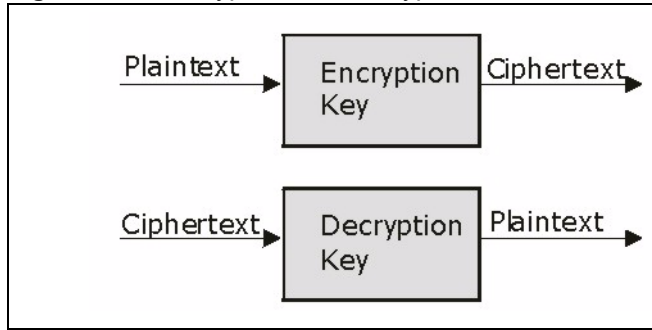 Plaintext
Encryption
Key
Ciphertext
Ciphertext
Decryption
Key
Plaintext